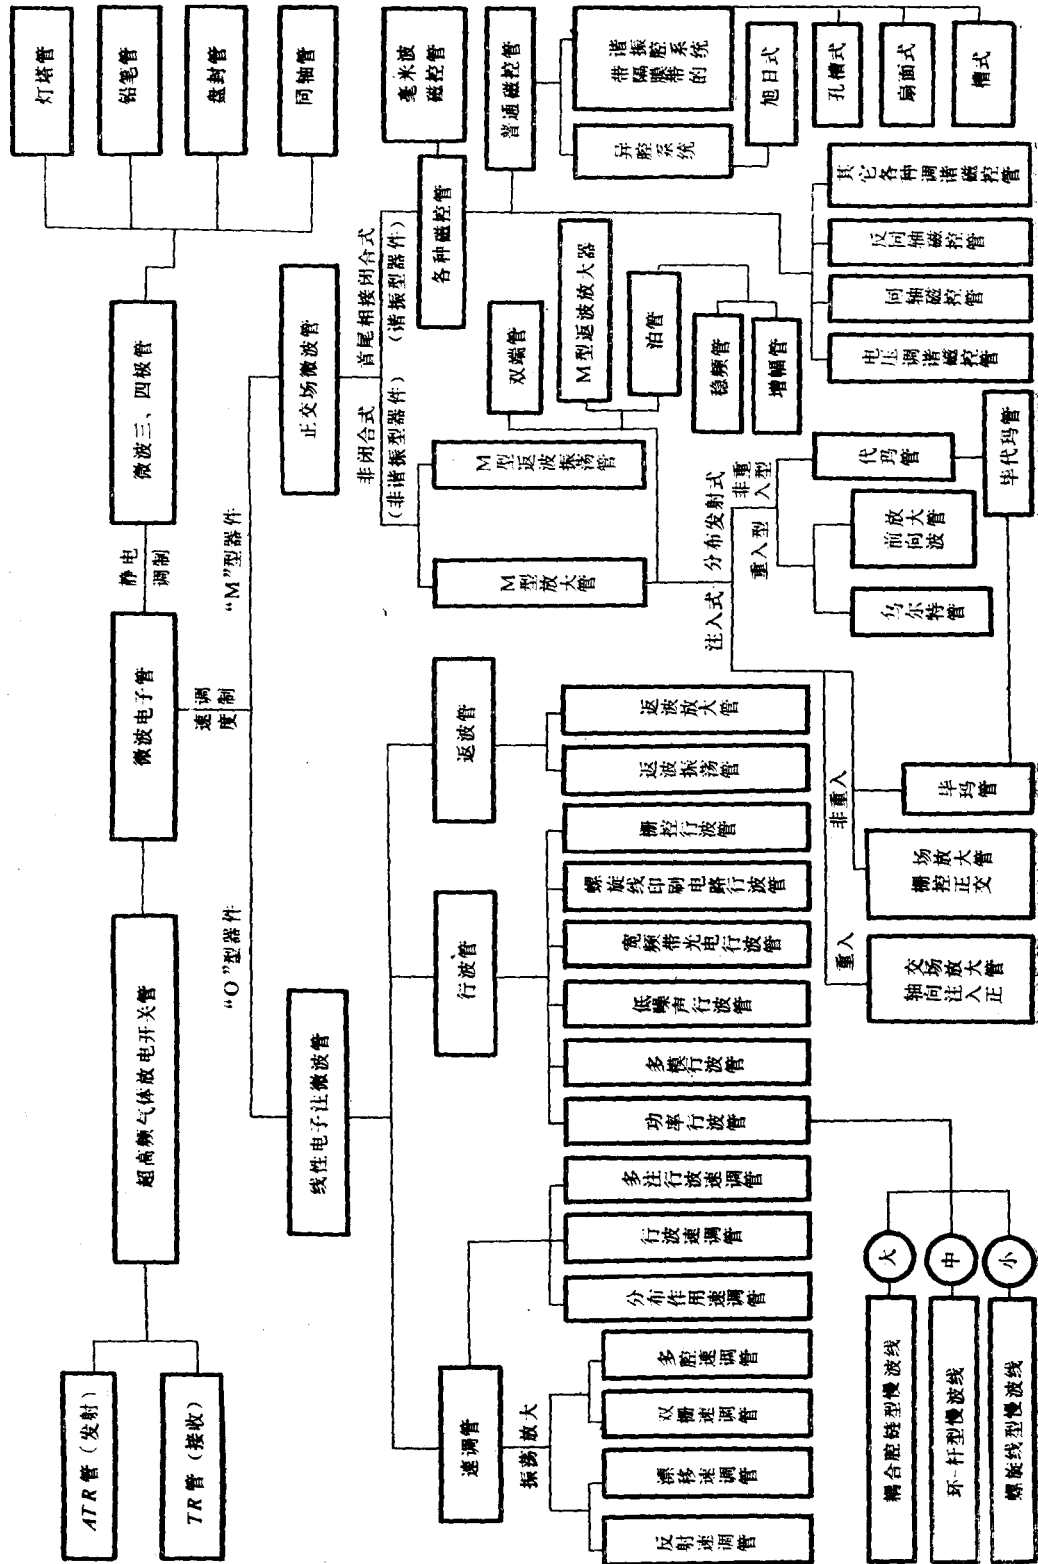 微波电子管
静电
调制
微波三、四极管
灯塔管
铅笔管
盘封管
同轴管
超高频气体放电开关管
ATR管（发射）
TR管（接收）
速调
度制
“O”型器件
“M”型器件
线性电子注微波管
速调管
振荡放大
反射速调管
漂移速调管
双栅速调管
多腔速调管
分布作用速调管
行波速调管
多注行波速调管
行波管
功率行波管
多模行波管
低噪声行波管
宽频带光电行波管
螺旋线印刷电路行波管
栅控行波管
大
中
小
耦合腔链型慢波线
环-杆型慢波线
螺旋线型慢波线
返波管
返波振荡管
返波放大管
正交场微波管
非闭合式
（非谐振型器件）
首尾相接闭合式
（谐振型器件）
M型放大管
M型返波振荡管
注入式
分布发射式
重入
非重入
轴向注入正
交场放大管
栅控正交
场放大管
毕玛管
重入型
非重
入型
乌尔特管
前向波
放大管
代玛管
毕代玛管
双端管
M型返波放大器
泊管
稳频管
增幅管
各种磁控管
毫米波
磁控管
普通磁控管
异腔系统
带隔膜带的
谐振腔系统
旭日式
孔槽式
扇面式
槽式
电压调谐磁控管
同轴磁控管
反同轴磁控管
其它各种调谐磁控管